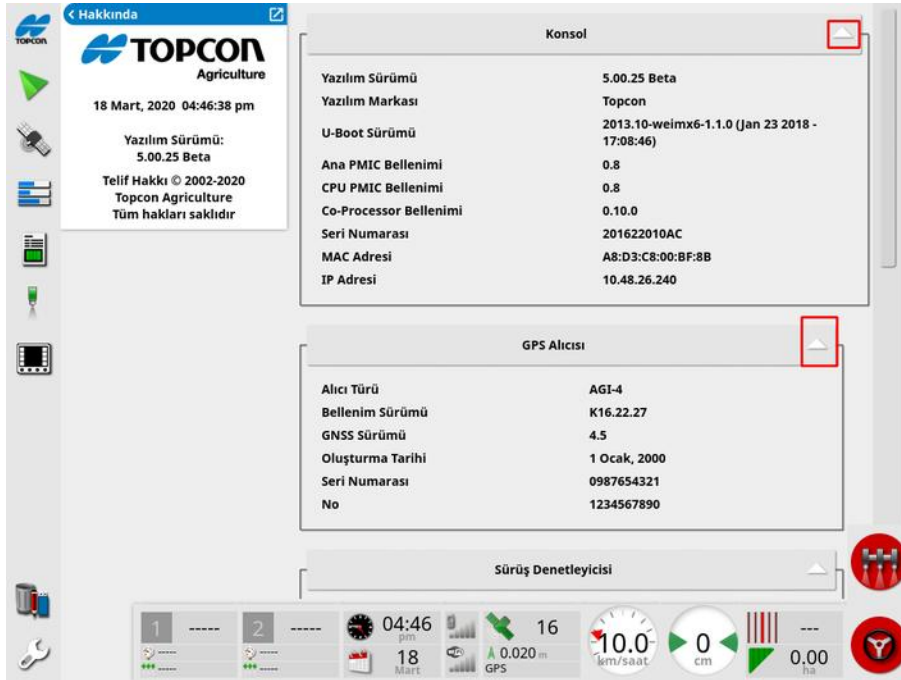 TOPCON
< Hakkında
TOPCON
Agriculture
18 Mart, 2020 04:46:38 pm
Yazılım Sürümü:
5.00.25 Beta
Telif Hakkı © 2002-2020
Topcon Agriculture
Tüm hakları saklıdır
Konsol
Yazılım Sürümü 5.00.25 Beta
Yazılım Markası Topcon
U-Boot Sürümü 2013.10-weimx6-1.1.0 (Jan 23 2018 -
17:08:46)
Ana PMIC Bellenimi 0.8
CPU PMIC Bellenimi 0.8
Co-Processor Bellenimi 0.10.0
Seri Numarası 201622010AC
MAC Adresi A8:D3:C8:00:BF:8B
IP Adresi 10.48.26.240
GPS Alıcısı
Alıcı Türü AGI-4
Bellenim Sürümü K16.22.27
GNSS Sürümü 4.5
Oluşturma Tarihi 1 Ocak, 2000
Seri Numarası 0987654321
No 1234567890
Sürüş Denetleyicisi
1 -----
-----
-----
2 -----
-----
-----
04:46
pm
18
Mart
16
0.020 m
GPS
10.0
km/saat
0
cm
---
0.00
ha